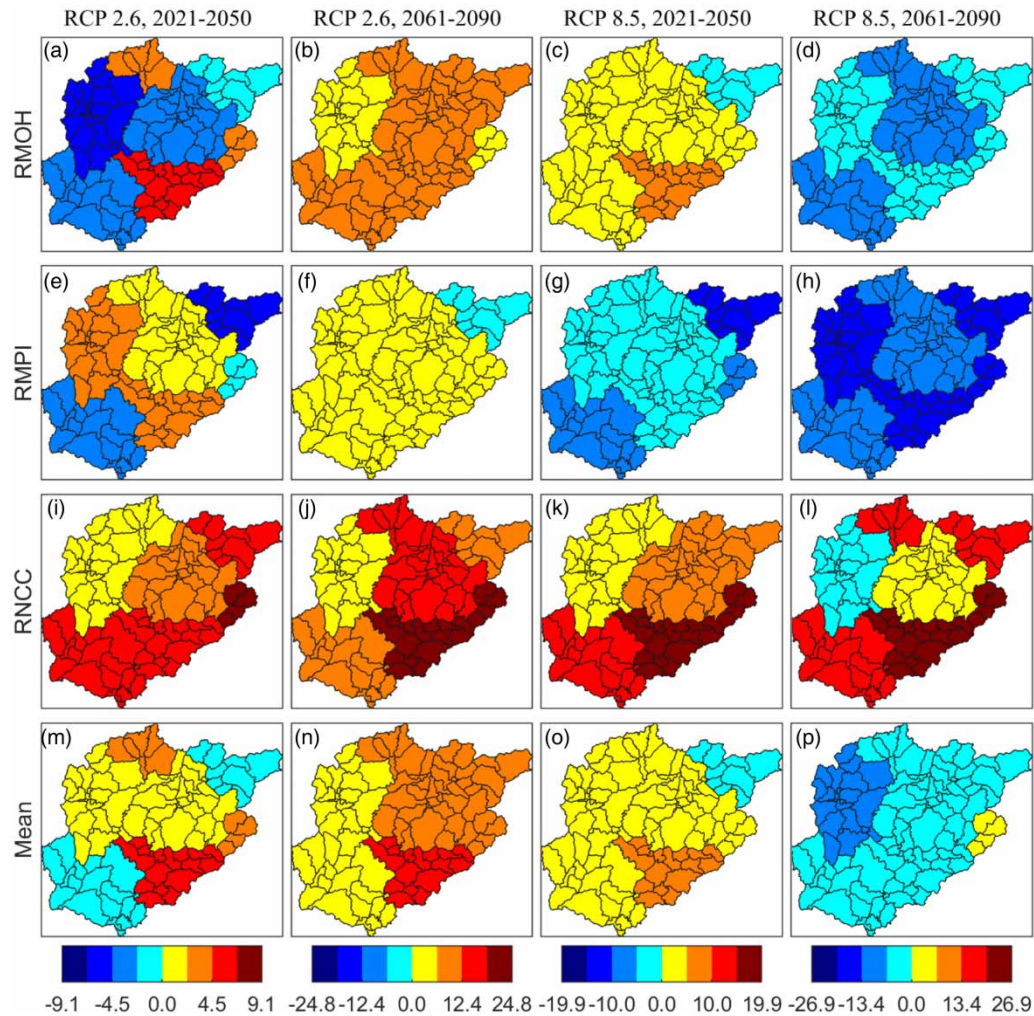 RCP 2.6, 2021-2050 RCP 2.6, 2061-2090 RCP 8.5, 2021-2050 RCP 8.5, 2061-2090
RMOH
(a) (b) (c) (d)
RMPI
(e) (f) (g) (h)
RNCC
(i) (j) (k) (l)
Mean
(m) (n) (o) (p)
-9.1 -4.5 0.0 4.5 9.1 -24.8 -12.4 0.0 12.4 24.8 -19.9 -10.0 0.0 10.0 19.9 -26.9 -13.4 0.0 13.4 26.9